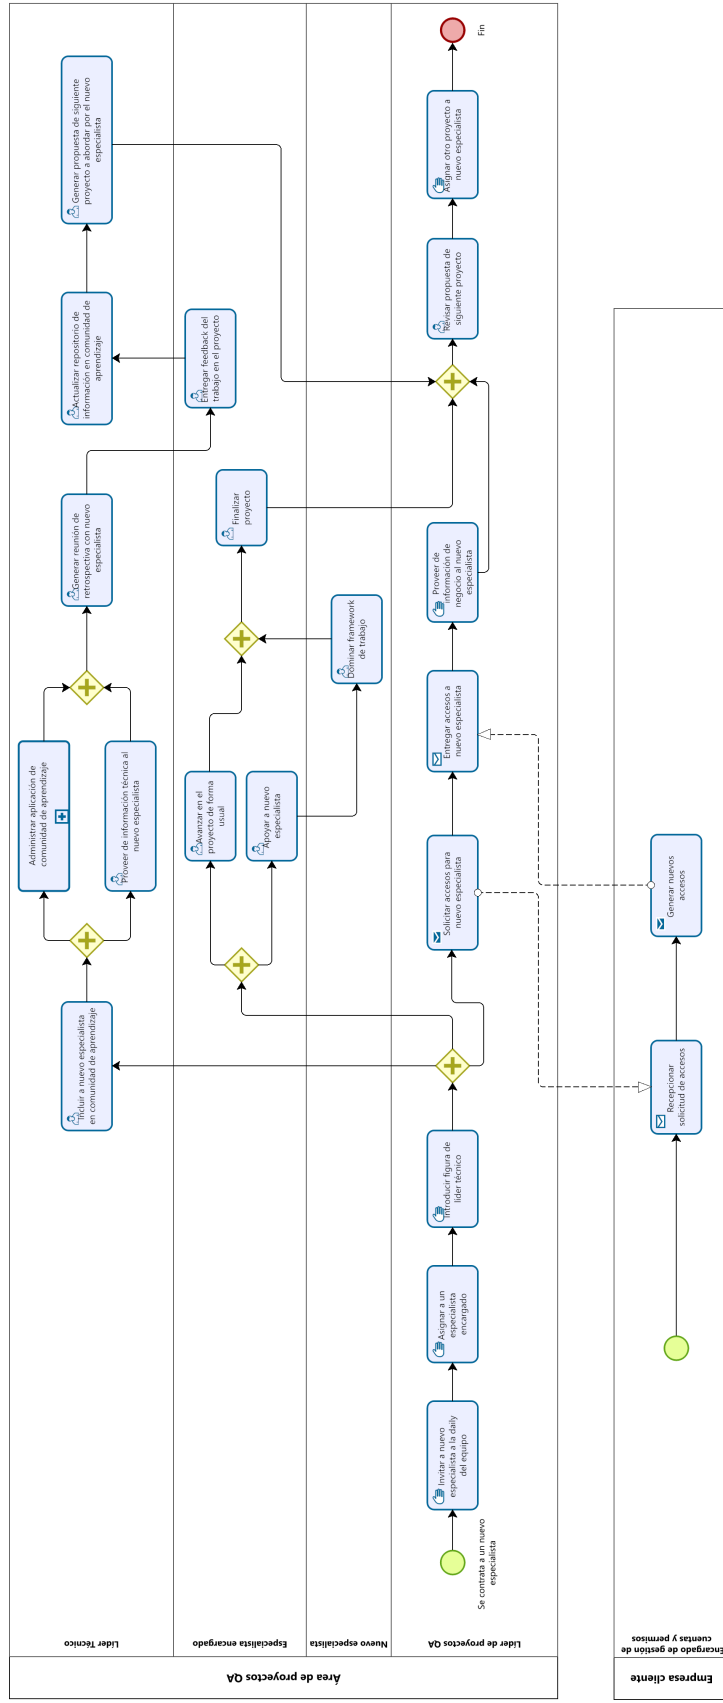 Área de proyectos QA
Líder Técnico
Especialista encargado
Nuevo especialista
Líder de proyectos QA
Se contrata a un nuevo
especialista
Invitar a nuevo
especialista a la daily
del equipo
Asignar a un
especialista
encargado
Introducir figura de
líder técnico
Incluir a nuevo especialista
en comunidad de aprendizaje
Administrar aplicación de
comunidad de aprendizaje
Proveer de información técnica al
nuevo especialista
Generar reunión de
retrospectiva con nuevo
especialista
Actualizar repositorio de
información en comunidad de
aprendizaje
Generar propuesta de siguiente
proyecto a abordar por el nuevo
especialista
Avanzar en el
proyecto de forma
usual
Apoyar a nuevo
especialista
Finalizar
proyecto
Entregar feedback del
trabajo en el proyecto
Dominar framework
de trabajo
Solicitar accesos para
nuevo especialista
Entregar accesos a
nuevo especialista
Proveer de
información de
negocio al nuevo
especialista
Revisar propuesta de
siguiente proyecto
Asignar otro proyecto a
nuevo especialista
Fin
Empresa cliente
Encargado de gestión de
cuentas y permisos
Recepcionar
solicitud de accesos
Generar nuevos
accesos